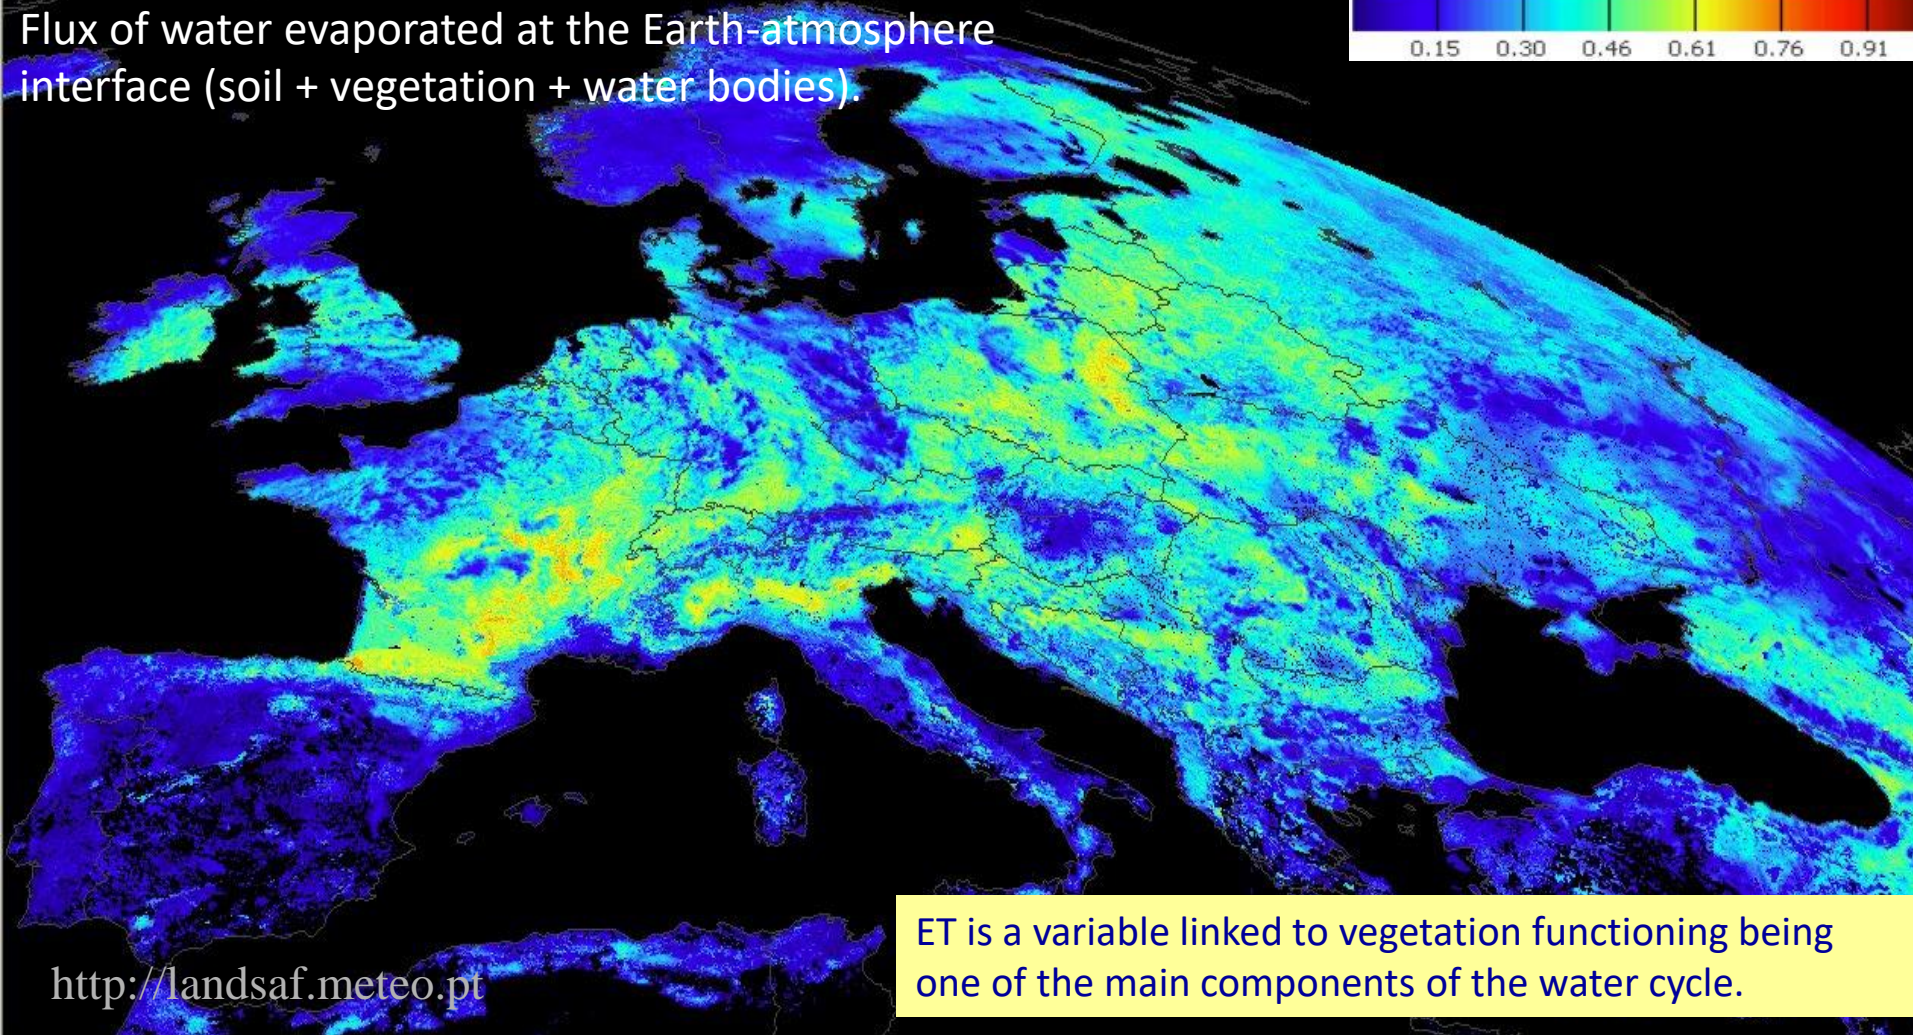 Flux of water evaporated at the Earth-atmosphere
interface (soil + vegetation + water bodies).
0.15 0.30 0.46 0.61 0.76 0.91
ET is a variable linked to vegetation functioning being
one of the main components of the water cycle.
http://landsaf.meteo.pt